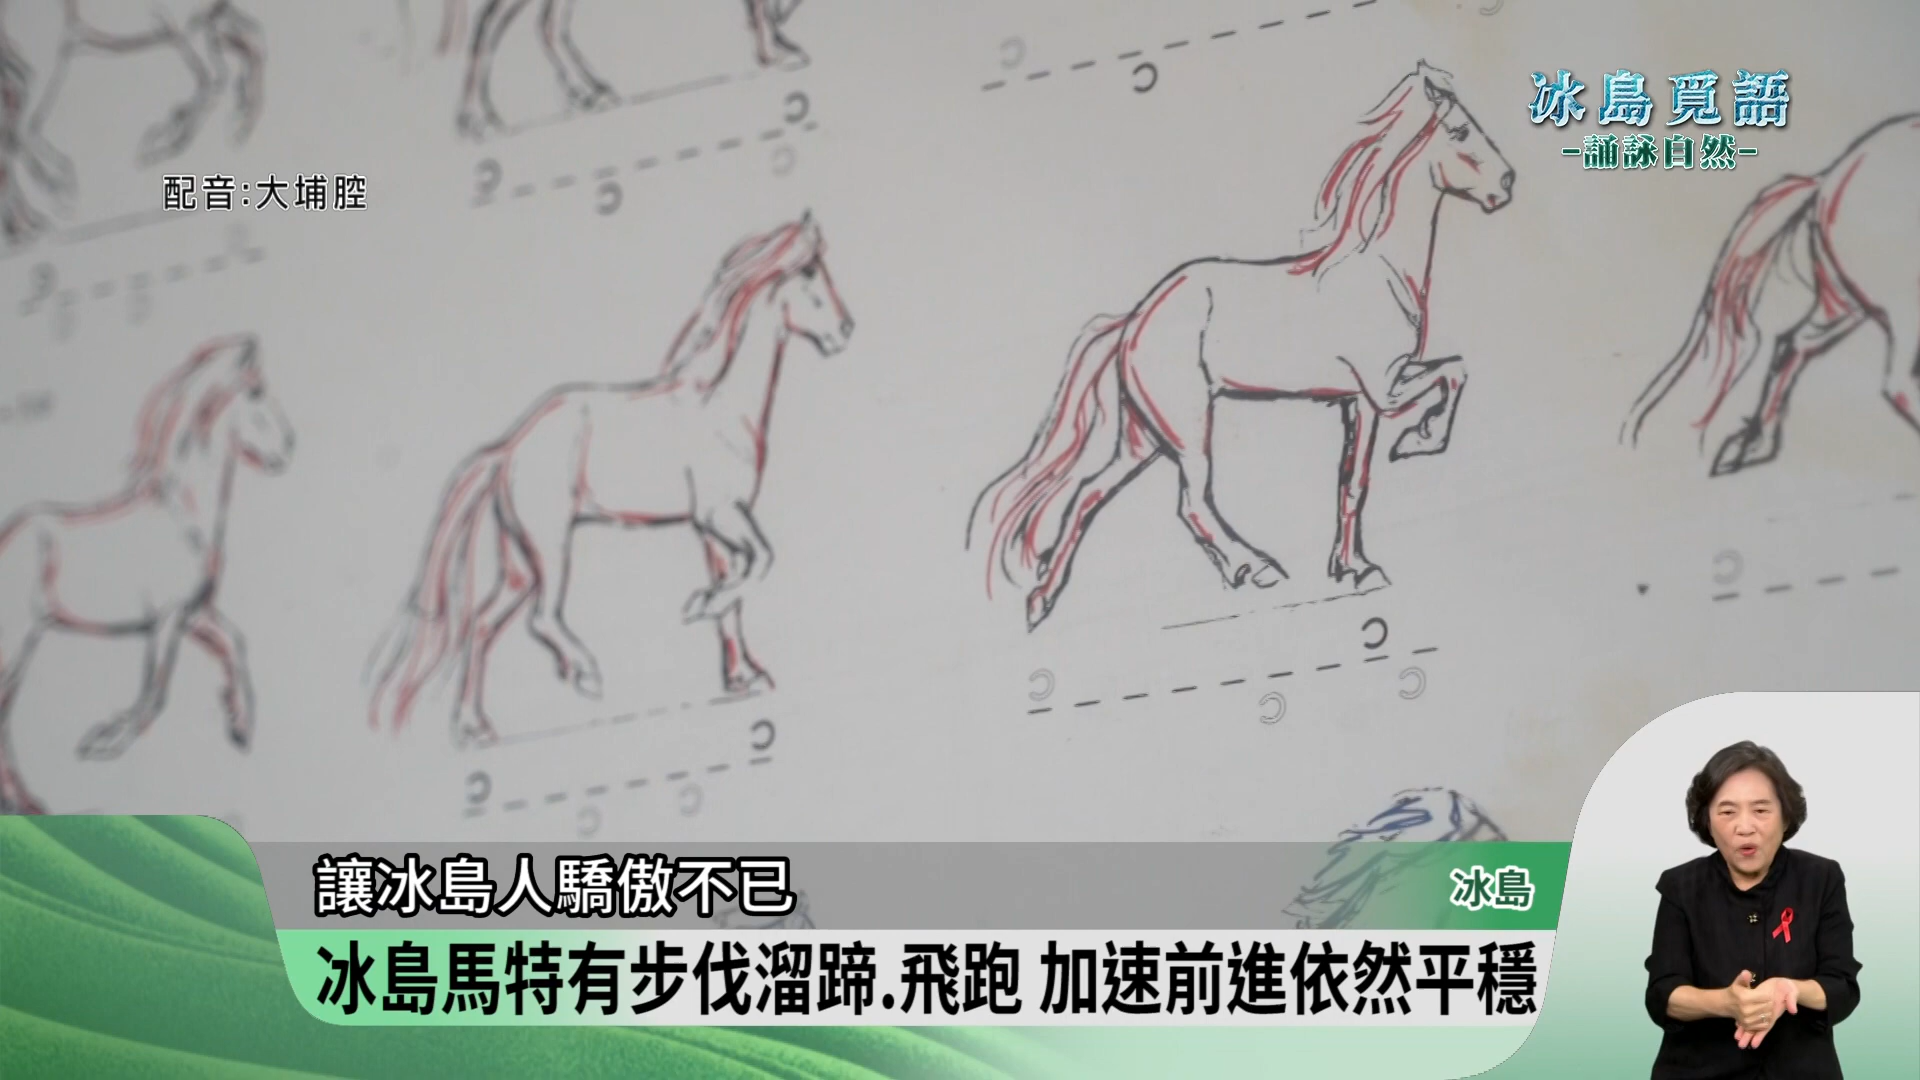 冰島覓語
-誦詠自然-
配音:大埔腔
讓冰島人驕傲不已
冰島
冰島馬特有步伐溜蹄.飛跑 加速前進依然平穩